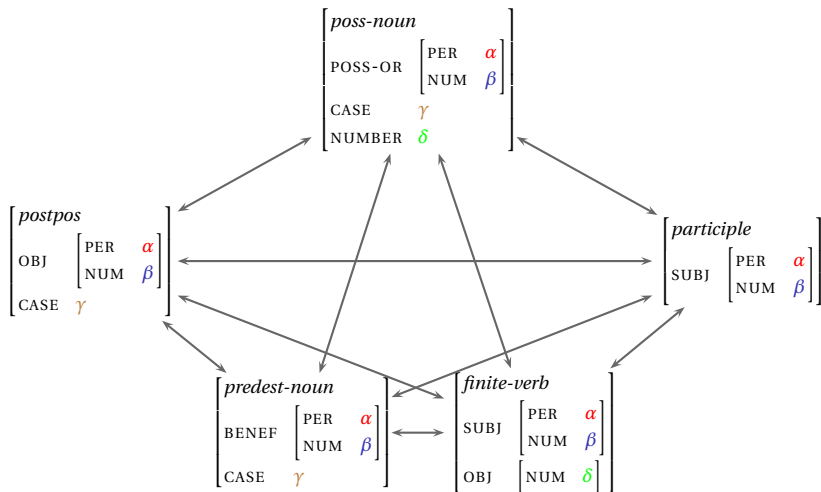 poss-noun
POSS-OR PER α
NUM β
CASE γ
NUMBER δ
postpos
OBJ PER α
NUM β
CASE γ
participle
SUBJ PER α
NUM β
predest-noun
BENEF PER α
NUM β
CASE γ
finite-verb
SUBJ PER α
NUM β
OBJ NUM δ